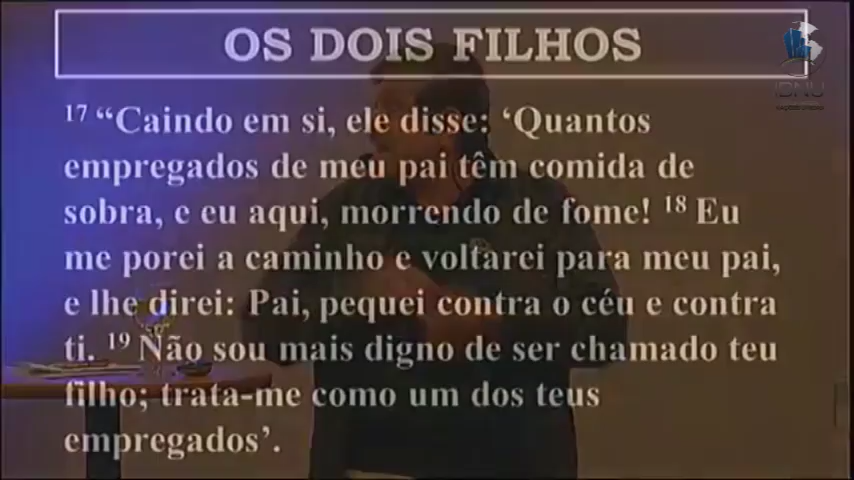 OS DOIS FILHOS
IBNU
17 “Caindo em si, ele disse: ‘Quantos
empregados de meu pai têm comida de
sobra, e eu aqui, morrendo de fome! 18 Eu
me porei a caminho e voltarei para meu pai,
e lhe direi: Pai, pequei contra o céu e contra
ti. 19 Não sou mais digno de ser chamado teu
filho; trata-me como um dos teus
empregados’.